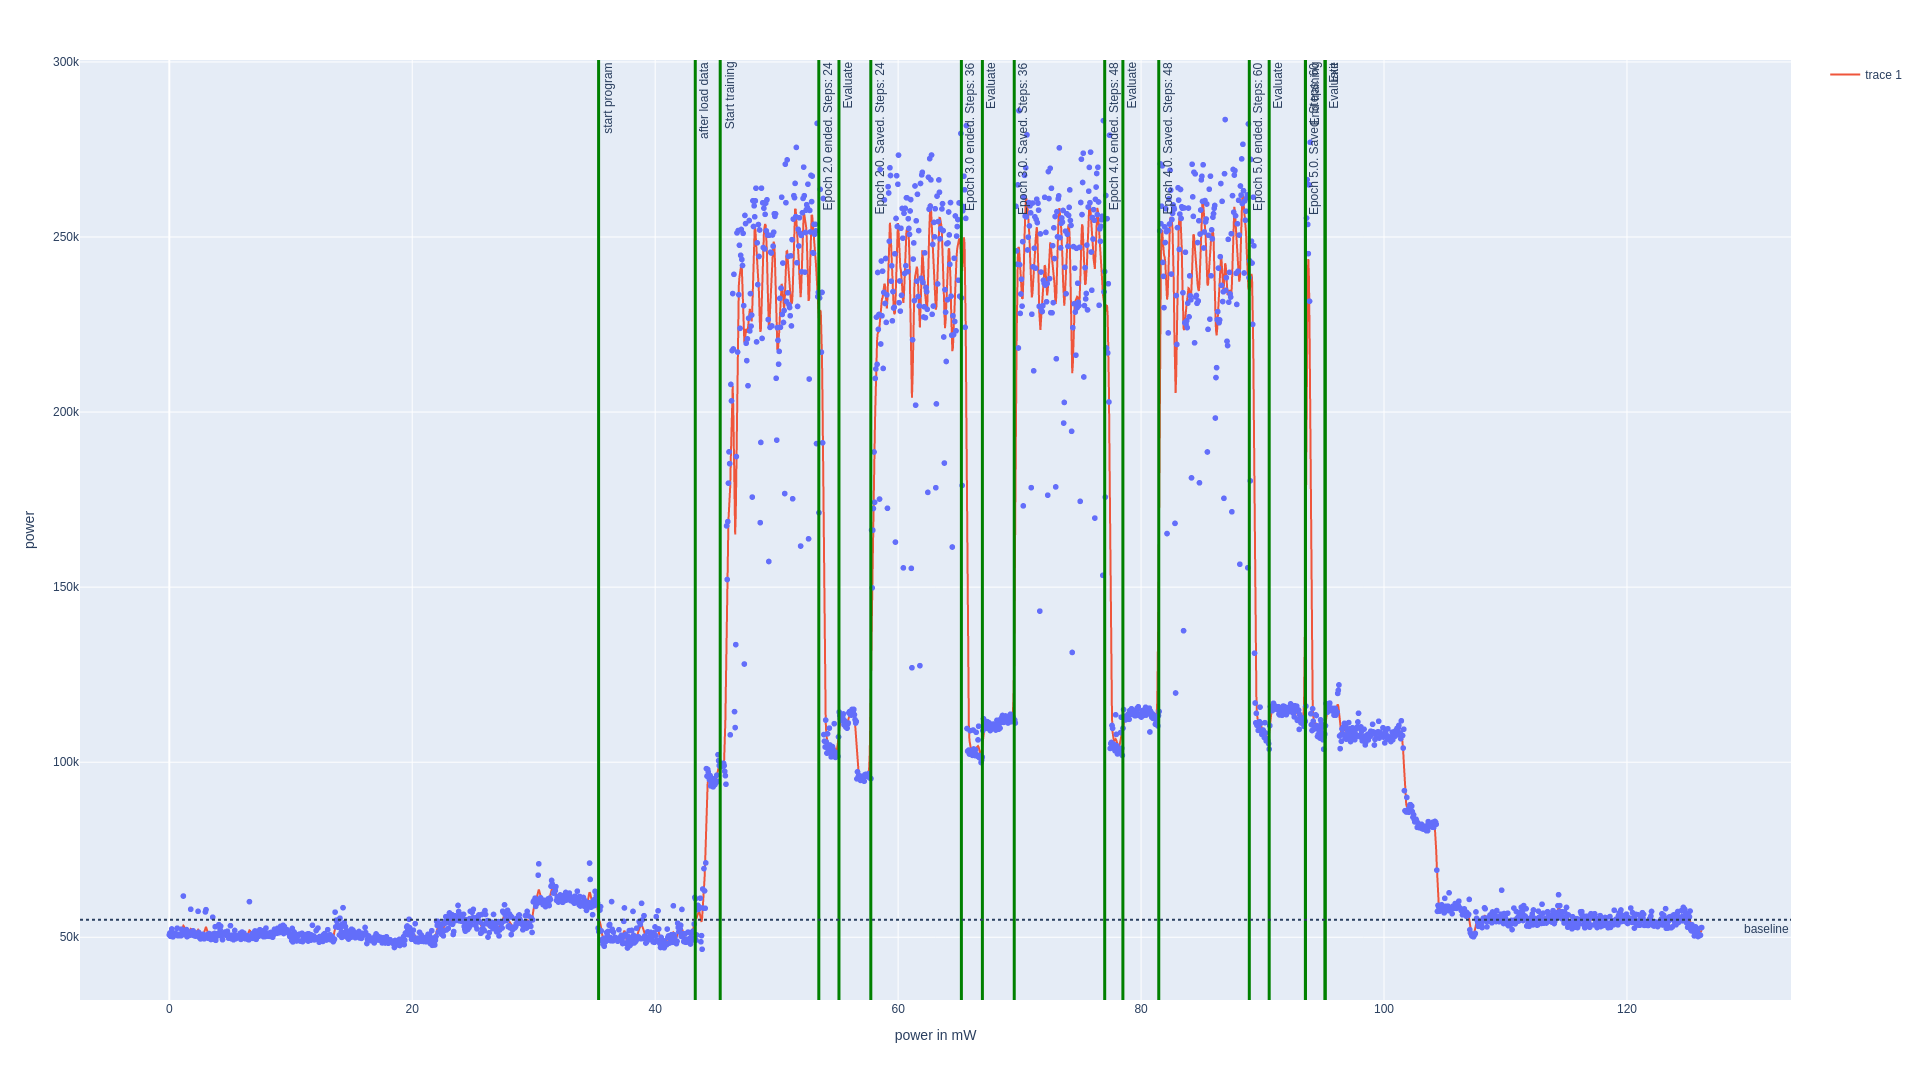 300k
250k
200k
150k
100k
50k
power
0
20
40
60
80
100
120
power in mW
trace 1
start program
after load data
Start training
Epoch 2.0 ended. Steps: 24
Evaluate
Epoch 2.0. Saved. Steps: 24
Epoch 3.0 ended. Steps: 36
Evaluate
Epoch 3.0. Saved. Steps: 36
Epoch 4.0 ended. Steps: 48
Evaluate
Epoch 4.0. Saved. Steps: 48
Epoch 5.0 ended. Steps: 60
Evaluate
Epoch 5.0. Saved. Steps: 60
Evaluate
baseline